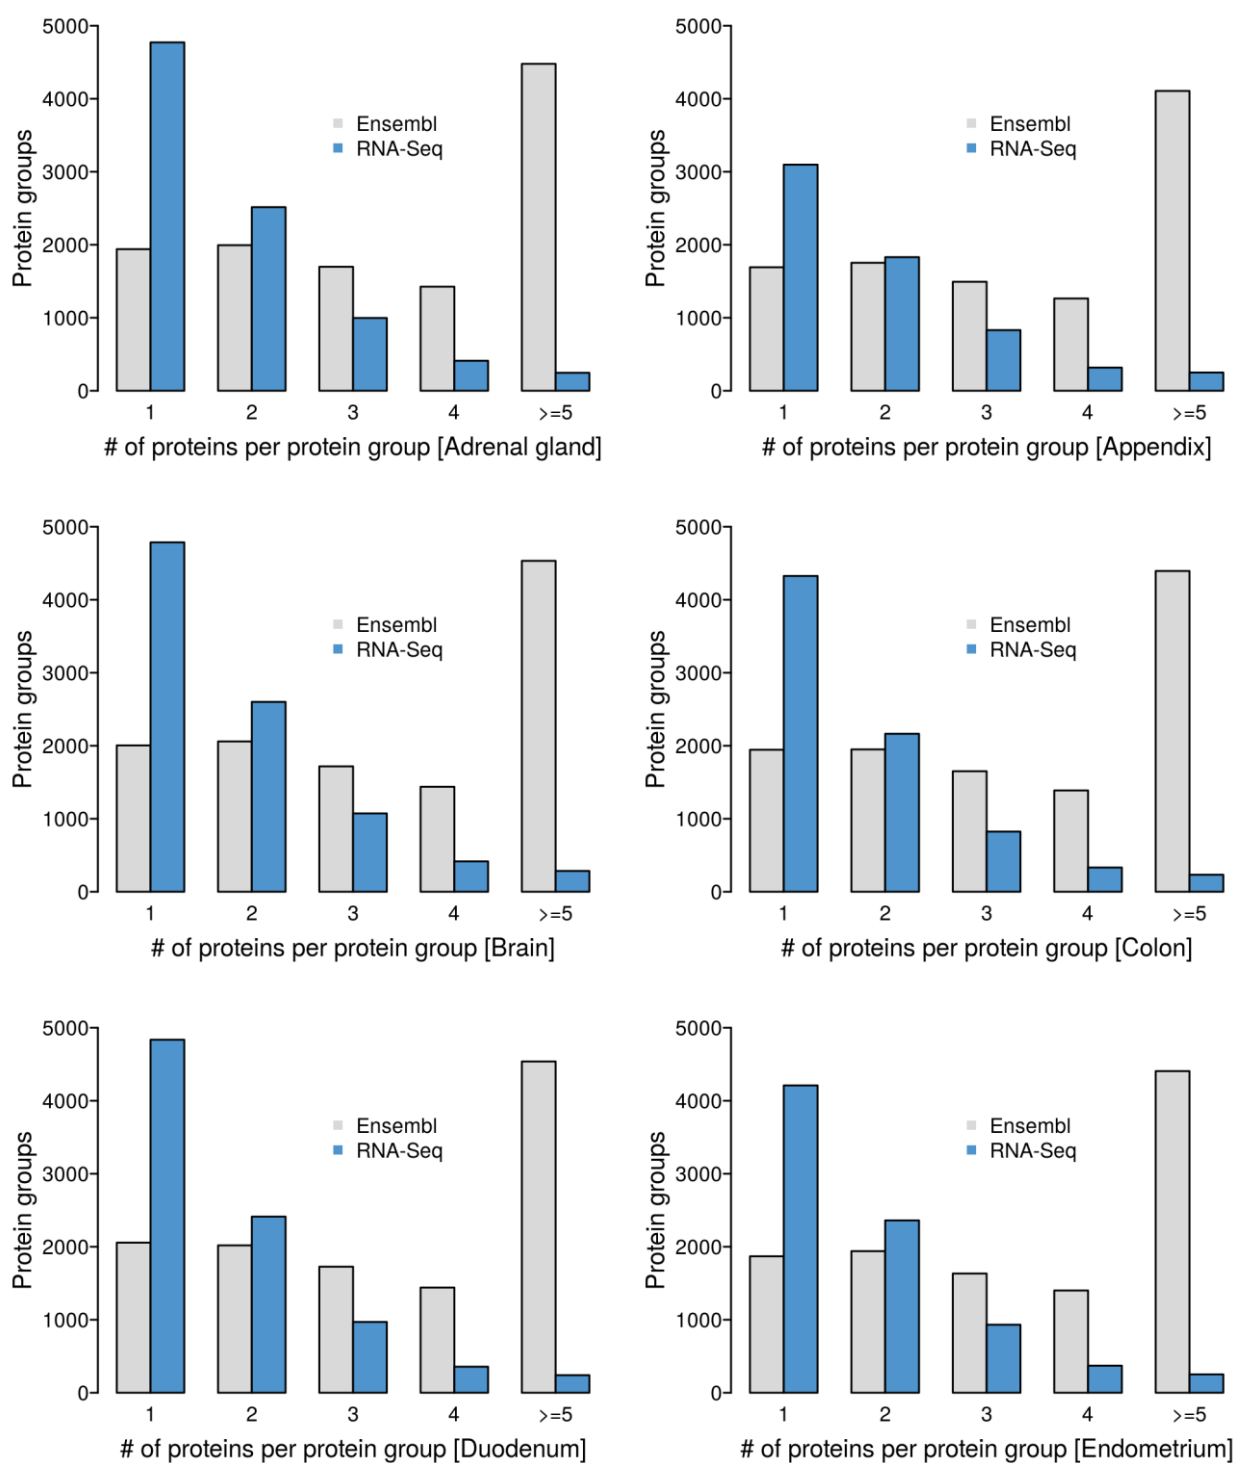 Protein groups
5000
4000
3000
2000
1000
0
Ensembl
RNA-Seq
1 2 3 4 >=5
# of proteins per protein group [Adrenal gland]
Protein groups
5000
4000
3000
2000
1000
0
Ensembl
RNA-Seq
1 2 3 4 >=5
# of proteins per protein group [Appendix]
Protein groups
5000
4000
3000
2000
1000
0
Ensembl
RNA-Seq
1 2 3 4 >=5
# of proteins per protein group [Brain]
Protein groups
5000
4000
3000
2000
1000
0
Ensembl
RNA-Seq
1 2 3 4 >=5
# of proteins per protein group [Colon]
Protein groups
5000
4000
3000
2000
1000
0
Ensembl
RNA-Seq
1 2 3 4 >=5
# of proteins per protein group [Duodenum]
Protein groups
5000
4000
3000
2000
1000
0
Ensembl
RNA-Seq
1 2 3 4 >=5
# of proteins per protein group [Endometrium]